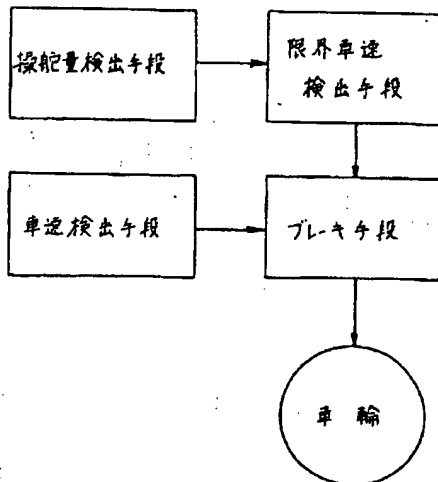 操舵量検出手段
限界車速
検出手段
車速検出手段
ブレーキ手段
車輪